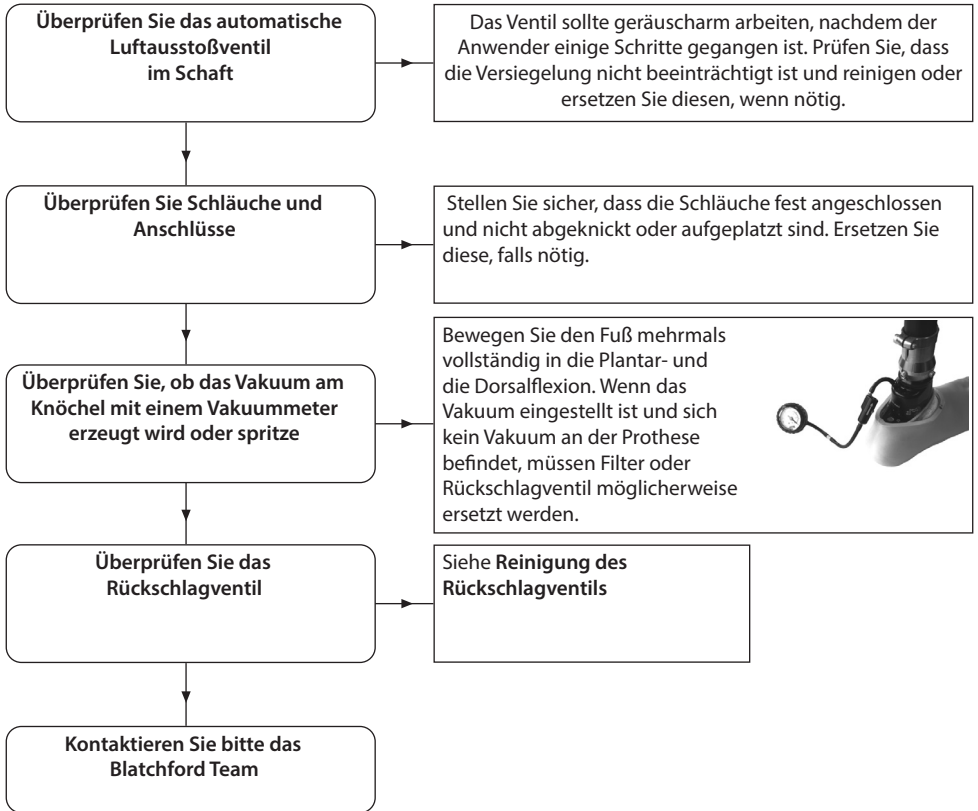 Überprüfen Sie das automatische
Luftausstoßventil
im Schaft
Das Ventil sollte geräuscharm arbeiten, nachdem der
Anwender einige Schritte gegangen ist. Prüfen Sie, dass
die Versiegelung nicht beeinträchtigt ist und reinigen oder
ersetzen Sie diesen, wenn nötig.
Überprüfen Sie Schläuche und
Anschlüsse
Stellen Sie sicher, dass die Schläuche fest angeschlossen
und nicht abgeknickt oder aufgeplatzt sind. Ersetzen Sie
diese, falls nötig.
Überprüfen Sie, ob das Vakuum am
Knöchel mit einem Vakuummeter
erzeugt wird oder spritze
Bewegen Sie den Fuß mehrmals
vollständig in die Plantar- und
die Dorsalflexion. Wenn das
Vakuum eingestellt ist und sich
kein Vakuum an der Prothese
befindet, müssen Filter oder
Rückschlagventil möglicherweise
ersetzt werden.
Überprüfen Sie das
Rückschlagventil
Siehe Reinigung des
Rückschlagventils
Kontaktieren Sie bitte das
Blatchford Team